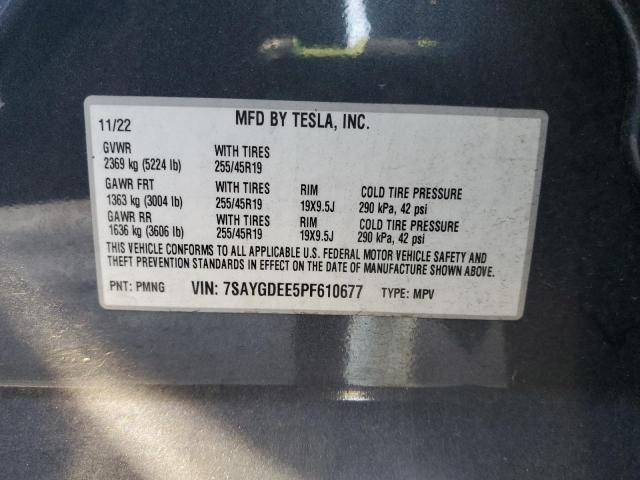 11/22 MFD BY TESLA, INC.
GVWR WITH TIRES
2369 kg (5224 lb) 255/45R19
GAWR FRT WITH TIRES RIM COLD TIRE PRESSURE
1363 kg (3004 lb) 255/45R19 19X9.5J 290 kPa, 42 psi
GAWR RR WITH TIRES RIM COLD TIRE PRESSURE
1636 kg (3606 lb) 255/45R19 19X9.5J 290 kPa, 42 psi
THIS VEHICLE CONFORMS TO ALL APPLICABLE U.S. FEDERAL MOTOR VEHICLE SAFETY AND
THEFT PREVENTION STANDARDS IN EFFECT ON THE DATE OF MANUFACTURE SHOWN ABOVE.
PNT: PMNG VIN: 7SAYGDEE5PF610677 TYPE: MPV